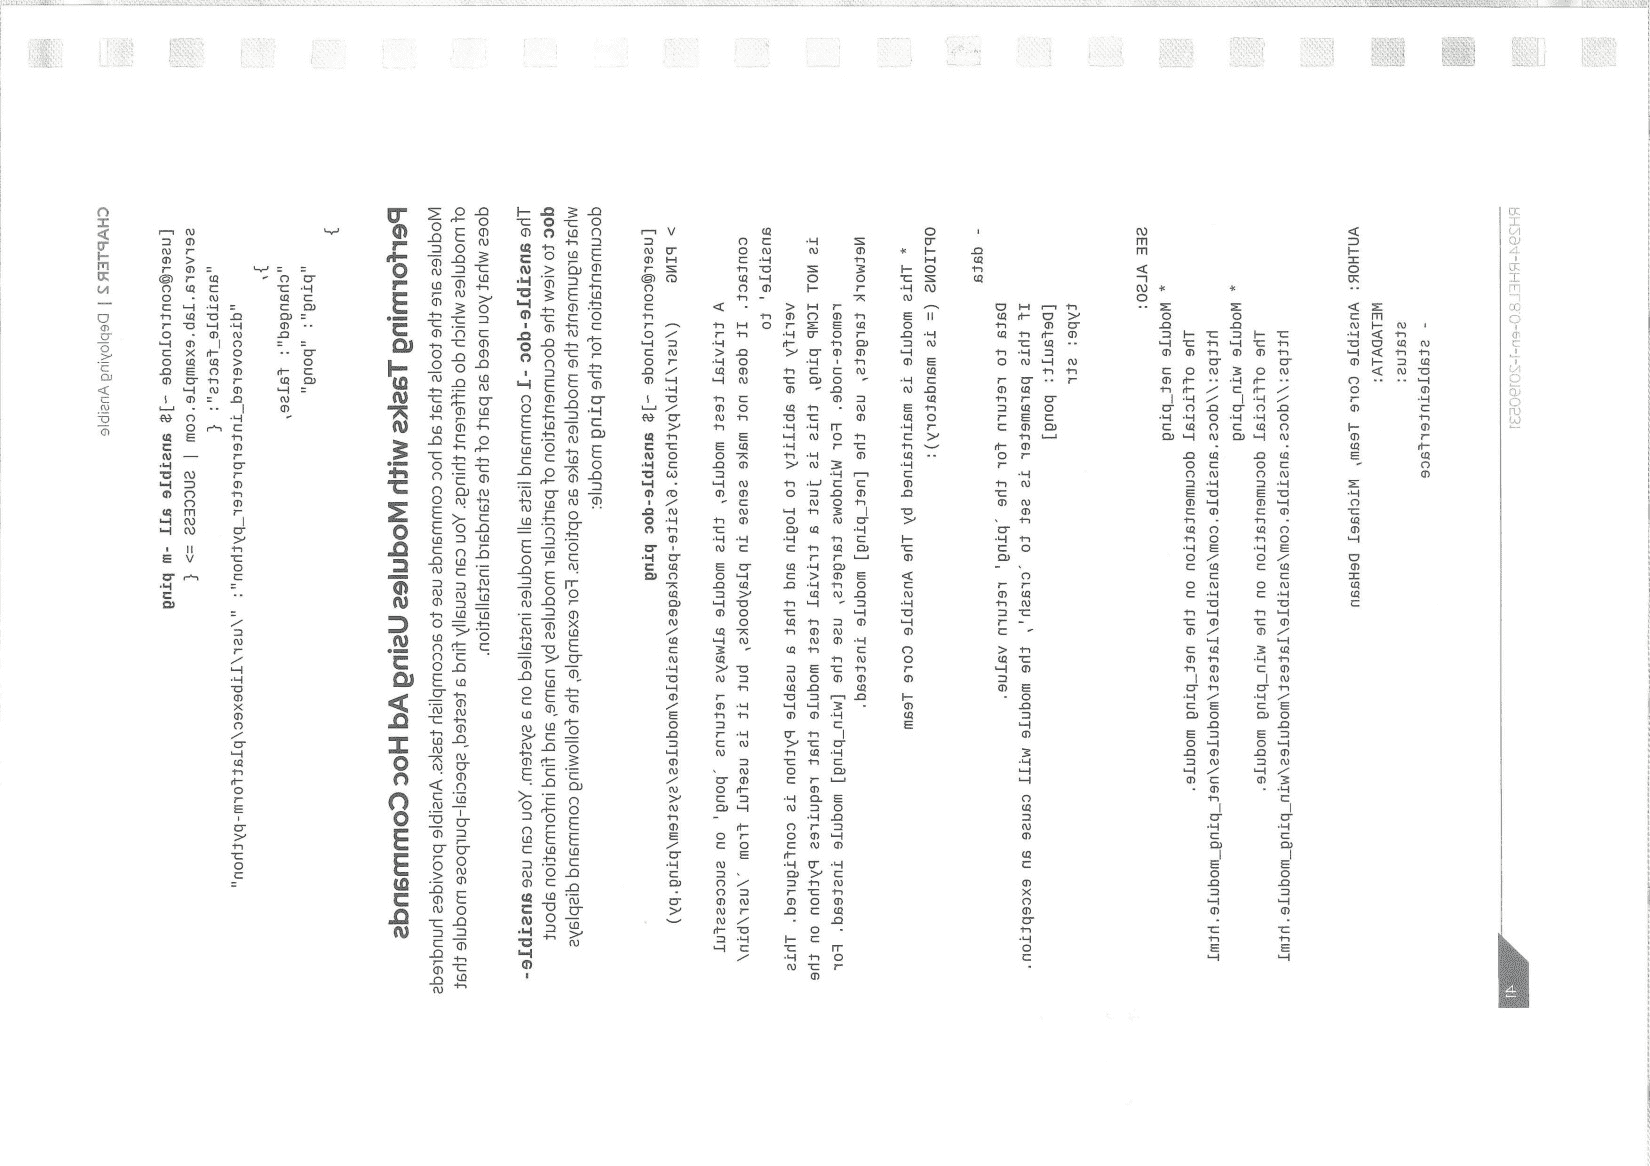 CHAPTER 2 | Deploying Ansible
[user@controlnode ~]$ ansible all -m ping
servera.lab.example.com | SUCCESS => {
"ansible_facts": {
"discovered_interpreter_python": "/usr/libexec/platform-python"
},
"changed": false,
"ping": "pong"
}
Performing Tasks with Modules Using Ad Hoc Commands
Modules are the tools that ad hoc commands use to accomplish tasks. Ansible provides hundreds
of modules which do different things. You can usually find a tested, special-purpose module that
does what you need as part of the standard installation.
The ansible-doc -l command lists all modules installed on a system. You can use ansible-
doc to view the documentation of particular modules by name, and find information about
what arguments the modules take as options. For example, the following command displays
documentation for the ping module:
[user@controlnode ~]$ ansible-doc ping
> PING    (/usr/lib/python3.6/site-packages/ansible/modules/system/ping.py)
A trivial test module, this module always returns `pong' on successful
contact. It does not make sense in playbooks, but it is useful from `/usr/bin/
ansible' to
verify the ability to login and that a usable Python is configured. This
is NOT ICMP ping, this is just a trivial test module that requires Python on the
remote-node. For Windows targets, use the [win_ping] module instead. For
Network targets, use the [net_ping] module instead.
* This module is maintained by The Ansible Core Team
OPTIONS (= is mandatory):
- data
Data to return for the `ping' return value.
If this parameter is set to `crash', the module will cause an exception.
[Default: pong]
type: str
SEE ALSO:
* Module net_ping
The official documentation on the net_ping module.
https://docs.ansible.com/ansible/latest/modules/net_ping_module.html
* Module win_ping
The official documentation on the win_ping module.
https://docs.ansible.com/ansible/latest/modules/win_ping_module.html
AUTHOR: Ansible Core Team, Michael DeHaan
METADATA:
status:
- stableinterface
RH294-RHEL8.0-en-1-20190531
41